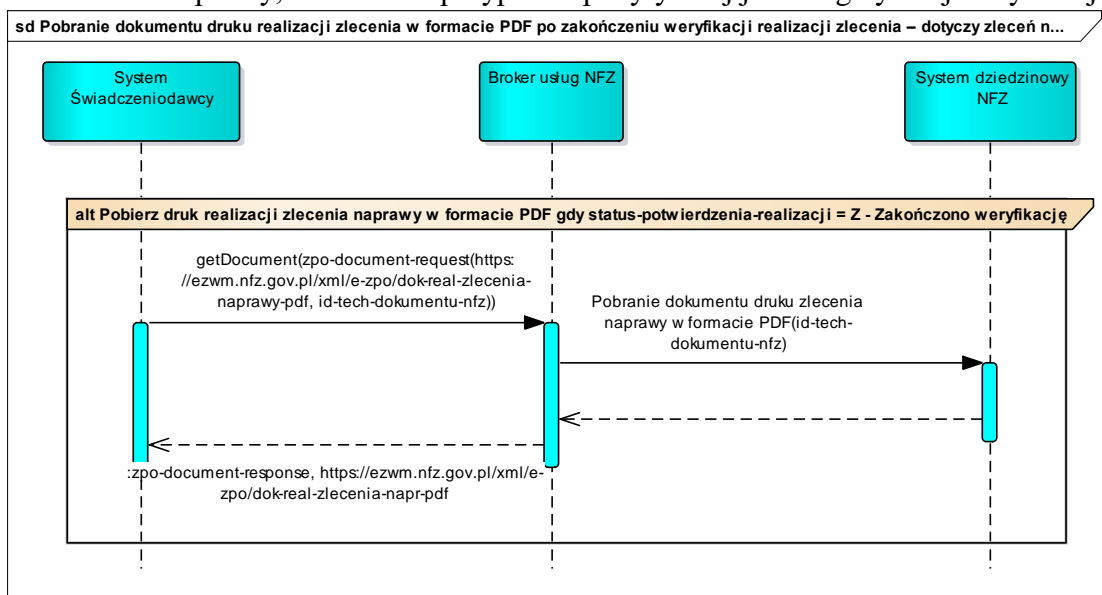 sd Pobranie dokumentu druku realizacji zlecenia w formacie PDF po zakończeniu weryfikacji realizacji zlecenia – dotyczy zleceń n...
System
Świadczeniodawcy
Broker usług NFZ
System dziedzinowy
NFZ
alt Pobierz druk realizacji zlecenia naprawy w formacie PDF gdy status-potwierdzenia-realizacji = Z - Zakończono weryfikację
getDocument(zpo-document-request(https:
//ezwm.nfz.gov.pl/xml/e-zpo/dok-real-zlecenia-
naprawy-pdf, id-tech-dokumentu-nfz))
Pobranie dokumentu druku zlecenia
naprawy w formacie PDF(id-tech-
dokumentu-nfz)
:zpo-document-response, https://ezwm.nfz.gov.pl/xml/e-
zpo/dok-real-zlecenia-napr-pdf